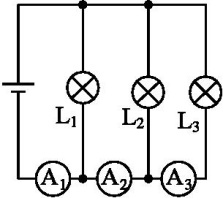 L₁ L₂ L₃
A₁ A₂ A₃